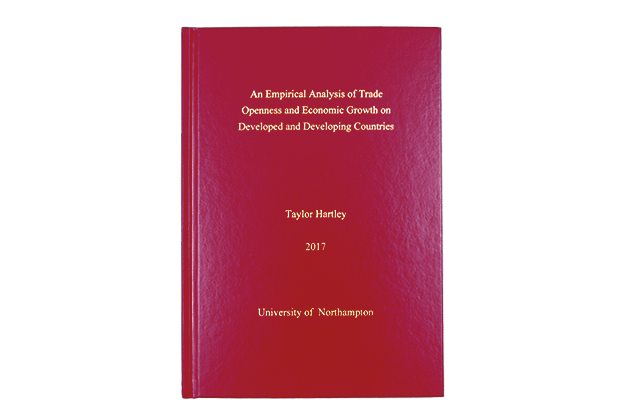 An Empirical Analysis of Trade
Openness and Economic Growth on
Developed and Developing Countries
Taylor Hartley
2017
University of Northampton